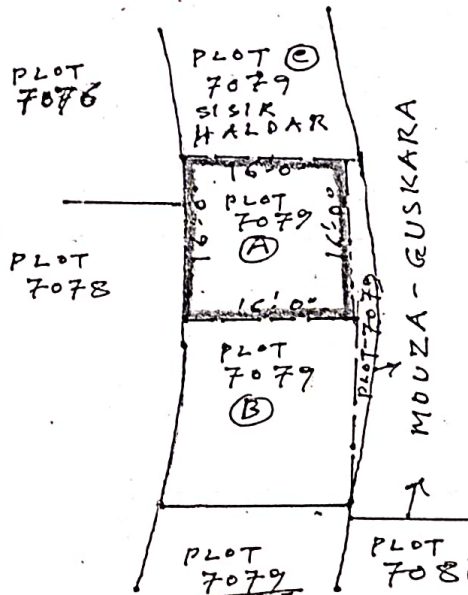 PLOT
7076
PLOT Ⓒ
7079
SISIR
HALDAR
16'-0"
PLOT
7079
Ⓐ
16'-0"
16'-0"
16'-0"
PLOT
7078
PLOT
7079
Ⓑ
PLOT-7079
MOUZA-GUSKARA
PLOT
7079
PLOT